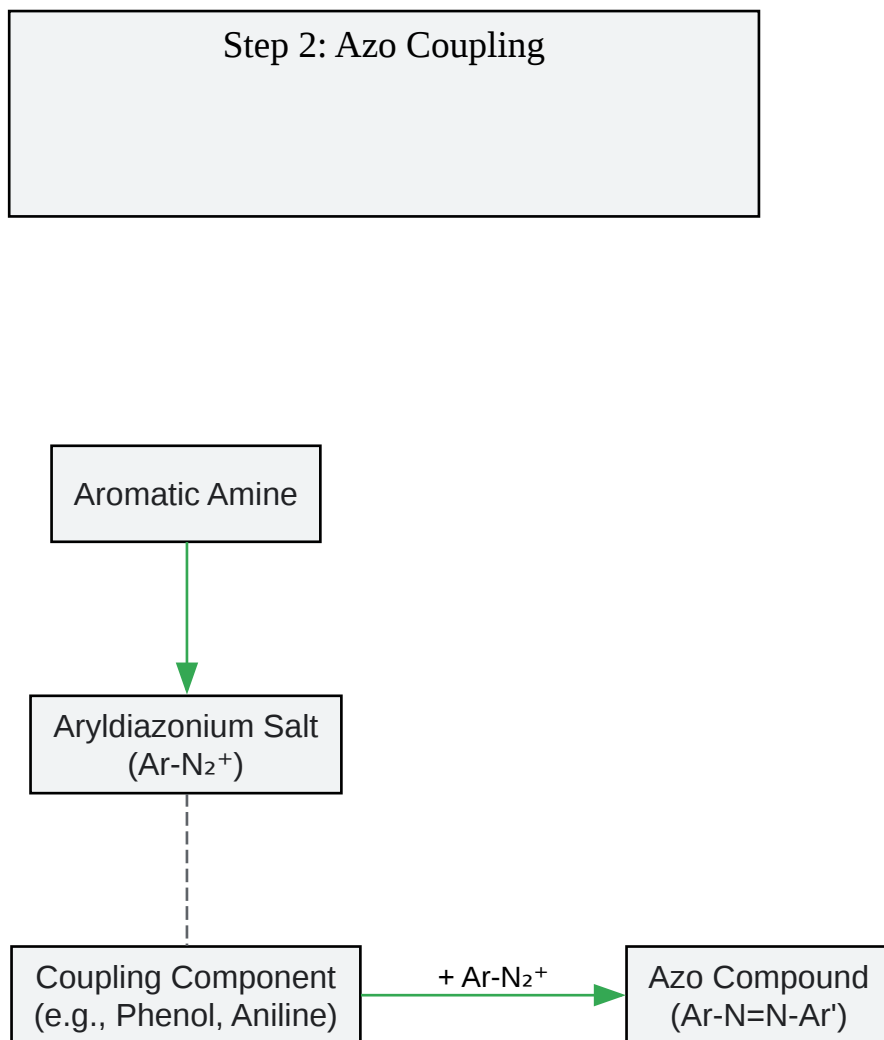 Step 2: Azo Coupling
Aromatic Amine
Aryldiazonium Salt
(Ar-N₂⁺)
Coupling Component
(e.g., Phenol, Aniline)
+ Ar-N₂⁺
Azo Compound
(Ar-N=N-Ar')